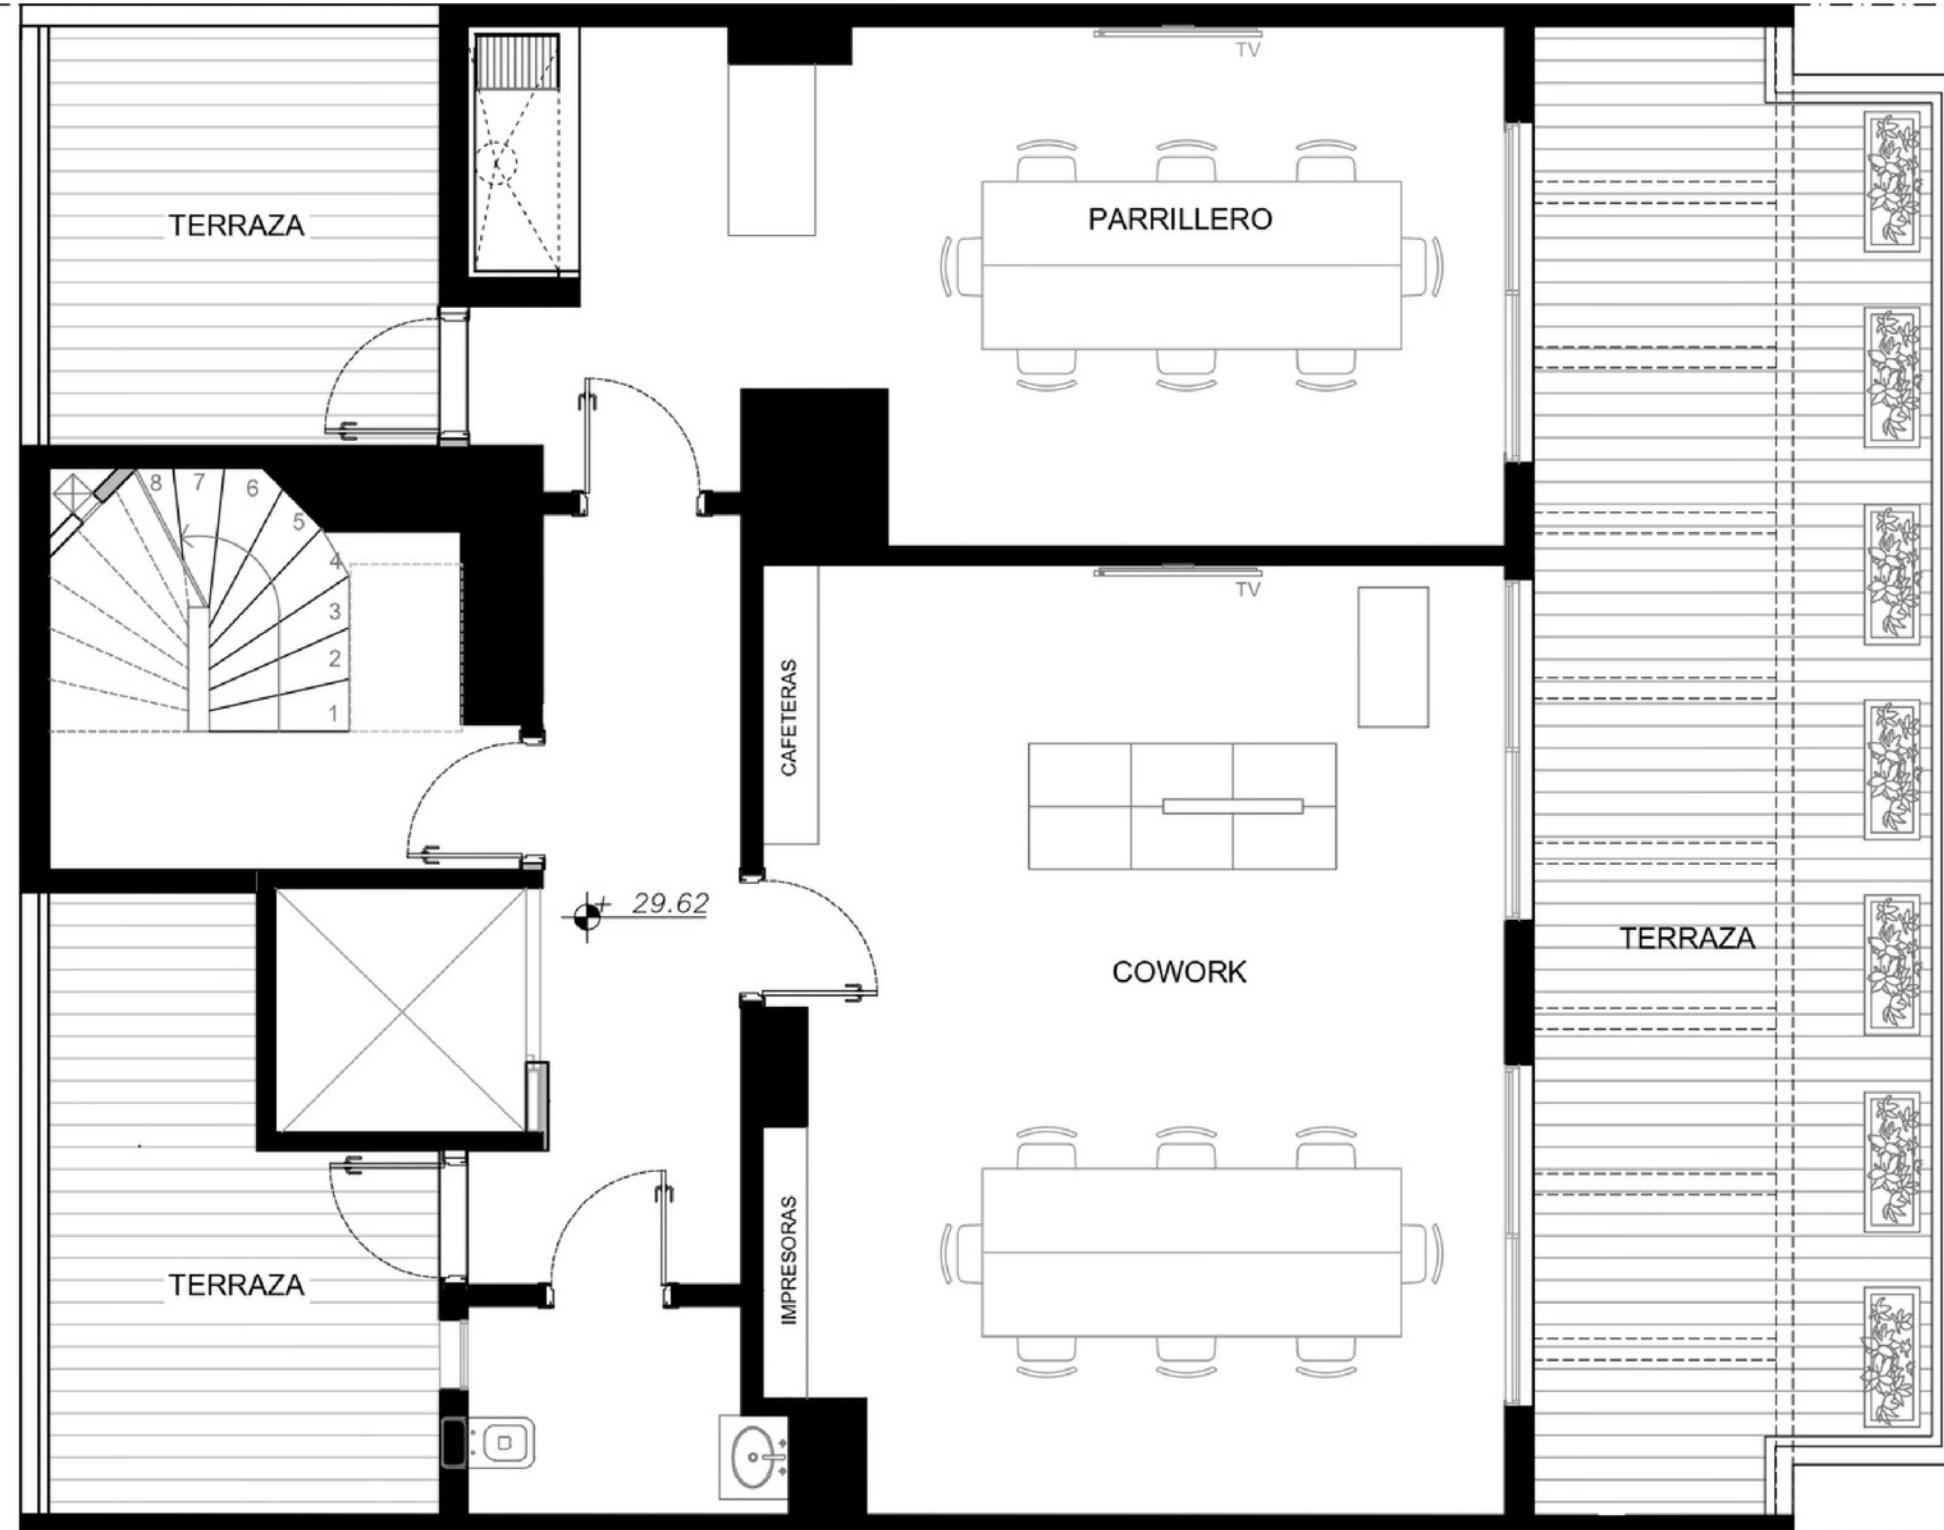 TV
TERRAZA
PARRILLERO
8
7
6
5
4
3
2
1
TV
CAFETERAS
+ 29.62
TERRAZA
COWORK
IMPRESORAS
TERRAZA